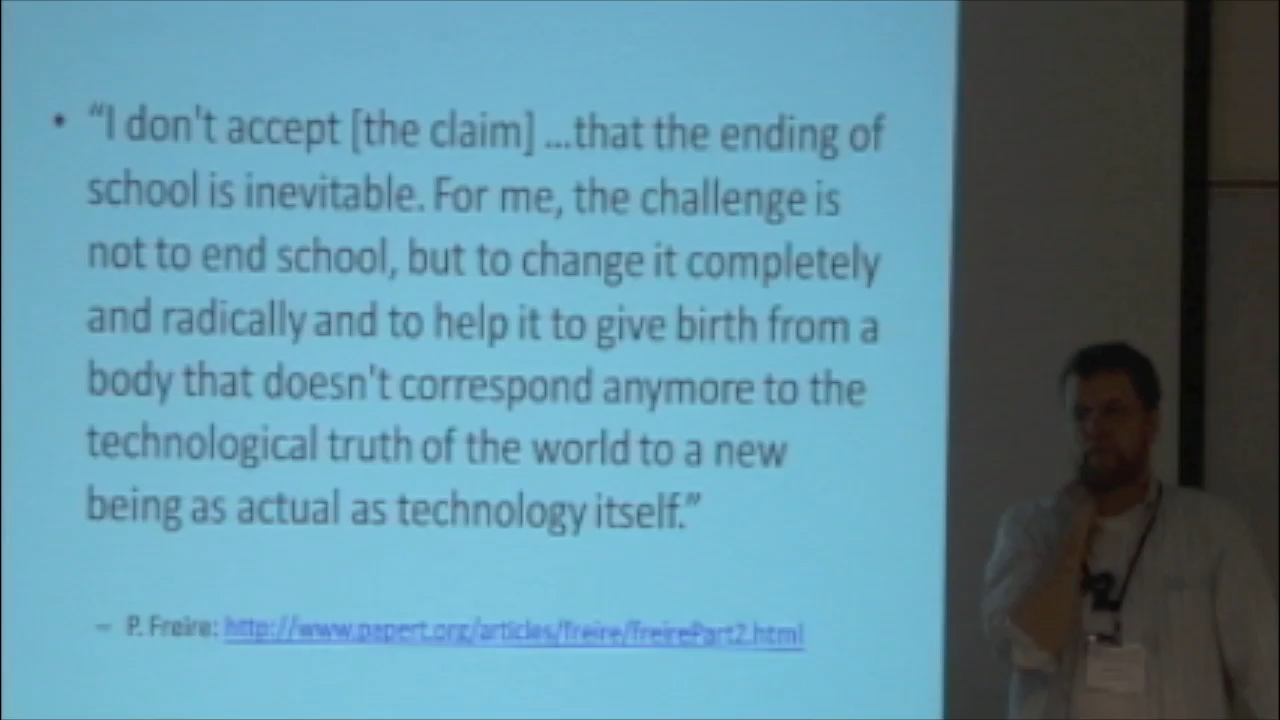 • “I don't accept [the claim] ...that the ending of
school is inevitable. For me, the challenge is
not to end school, but to change it completely
and radically and to help it to give birth from a
body that doesn't correspond anymore to the
technological truth of the world to a new
being as actual as technology itself.”
– P. Freire: http://www.papert.org/articles/freire/freirePart2.html